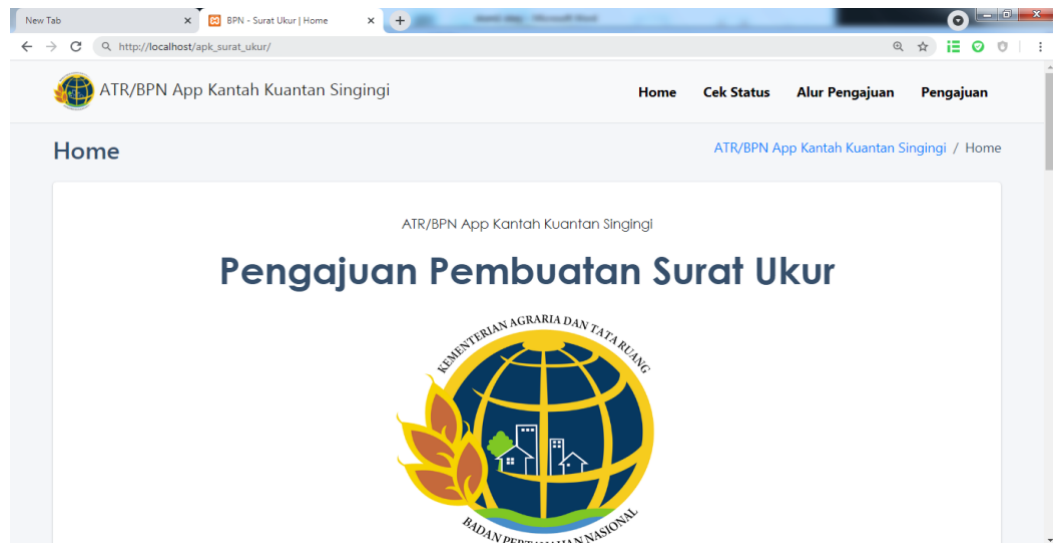 New Tab
BPN - Surat Ukur | Home
http://localhost/apk_surat_ukur/
ATR/BPN App Kantah Kuantan Singingi
Home Cek Status Alur Pengajuan Pengajuan
Home
ATR/BPN App Kantah Kuantan Singingi / Home
ATR/BPN App Kantah Kuantan Singingi
Pengajuan Pembuatan Surat Ukur
KEMENTERIAN AGRARIA DAN TATA RUANG
BADAN PERTANAHAN NASIONAL